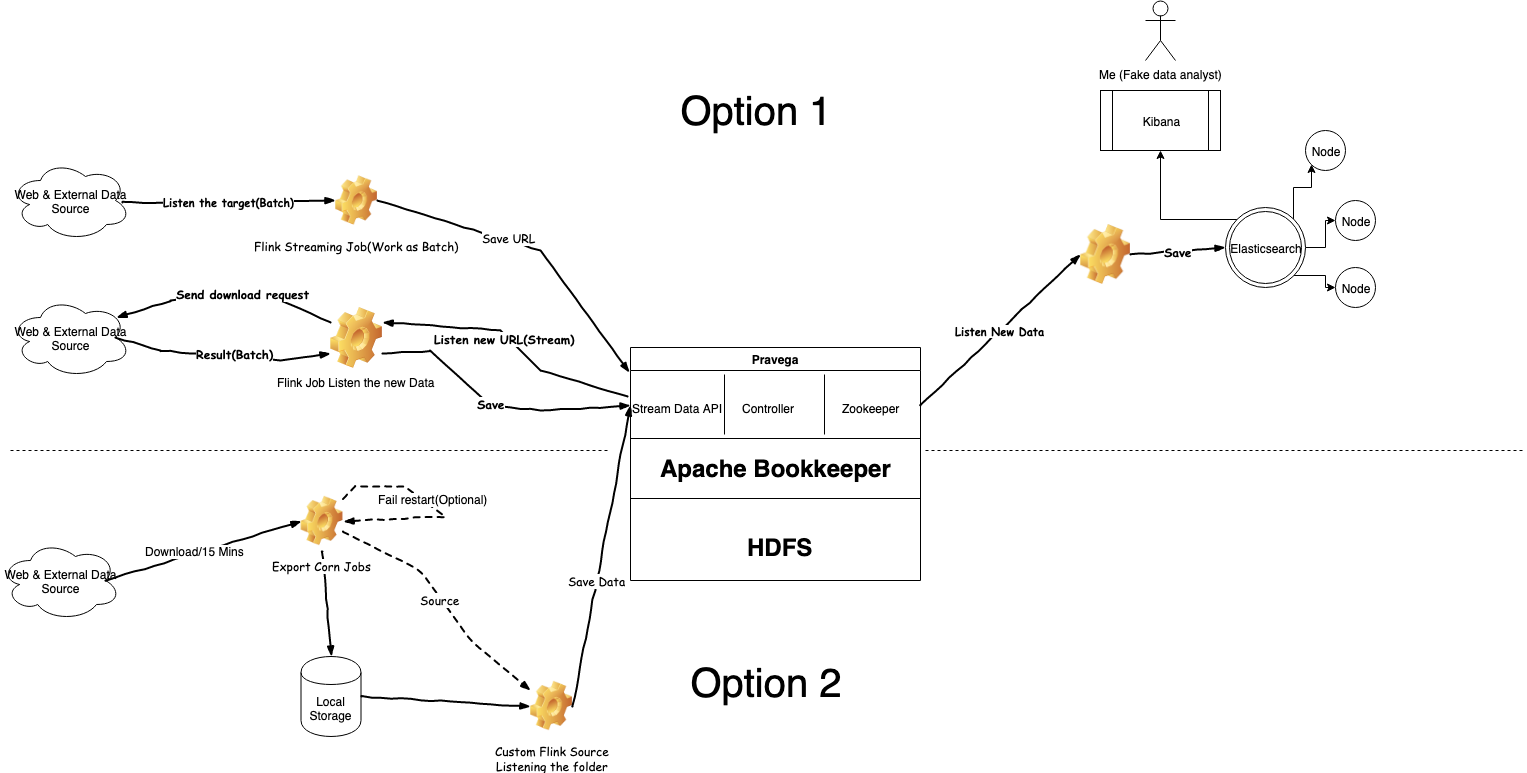 Me (Fake data analyst)
Kibana
Option 1
Node
Node
Node
Elasticsearch
Save
Listen New Data
Web & External Data
Source
Listen the target(Batch)
Flink Streaming Job(Work as Batch)
Save URL
Send download request
Web & External Data
Source
Result(Batch)
Flink Job Listen the new Data
Listen new URL(Stream)
Save
Pravega
Stream Data API
Controller
Zookeeper
Apache Bookkeeper
HDFS
Fail restart(Optional)
Download/15 Mins
Web & External Data
Source
Export Corn Jobs
Source
Save Data
Local
Storage
Option 2
Custom Flink Source
Listening the folder